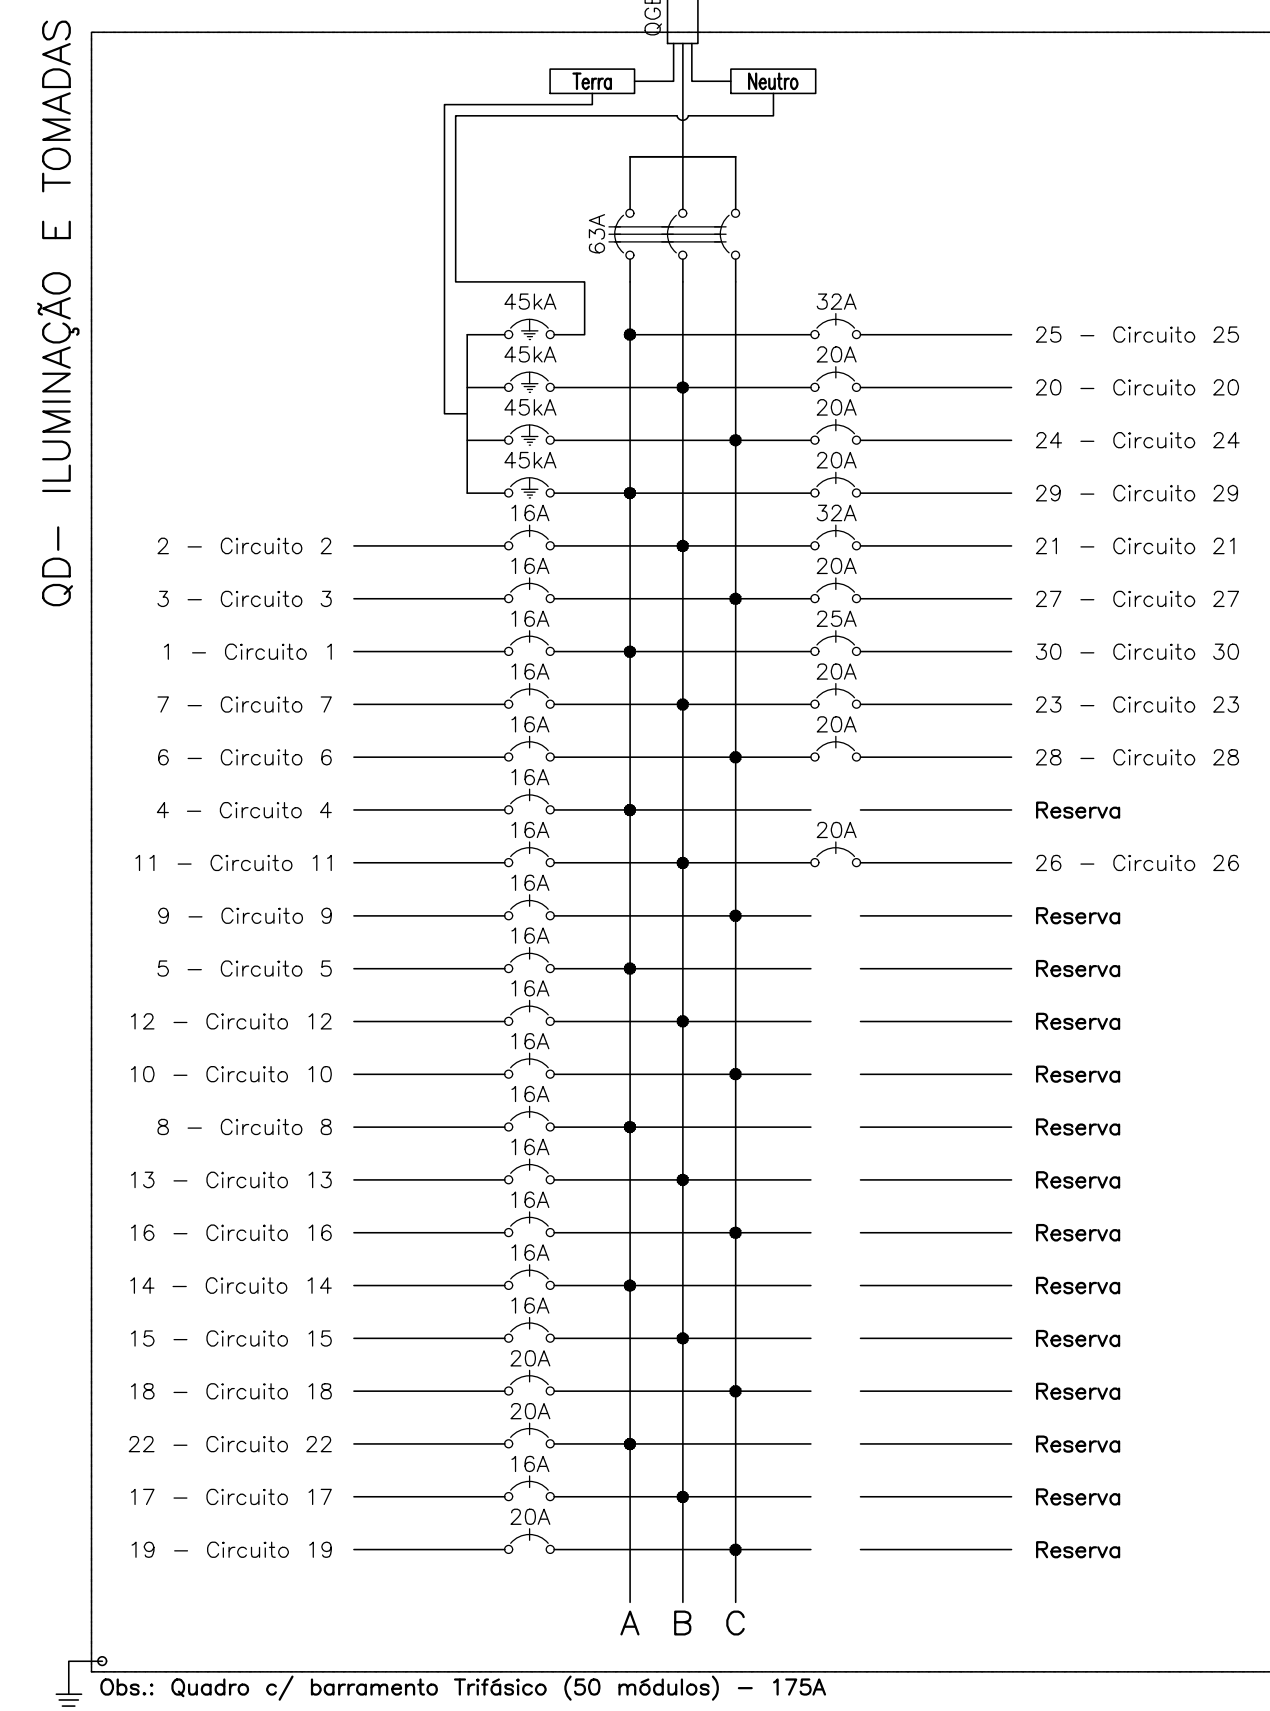 QD- ILUMINAÇÃO E TOMADAS
Terra
Neutro
63A
45kA
32A
25 - Circuito 25
45kA
20A
20 - Circuito 20
45kA
20A
24 - Circuito 24
45kA
20A
29 - Circuito 29
2 - Circuito 2
16A
32A
21 - Circuito 21
3 - Circuito 3
16A
20A
27 - Circuito 27
1 - Circuito 1
16A
25A
30 - Circuito 30
7 - Circuito 7
16A
20A
23 - Circuito 23
6 - Circuito 6
16A
20A
28 - Circuito 28
4 - Circuito 4
16A
Reserva
11 - Circuito 11
16A
20A
26 - Circuito 26
9 - Circuito 9
16A
Reserva
5 - Circuito 5
16A
Reserva
12 - Circuito 12
16A
Reserva
10 - Circuito 10
16A
Reserva
8 - Circuito 8
16A
Reserva
13 - Circuito 13
16A
Reserva
16 - Circuito 16
16A
Reserva
14 - Circuito 14
16A
Reserva
15 - Circuito 15
16A
Reserva
18 - Circuito 18
20A
Reserva
22 - Circuito 22
20A
Reserva
17 - Circuito 17
16A
Reserva
19 - Circuito 19
20A
Reserva
A B C
Obs.: Quadro c/ barramento Trifásico (50 módulos) - 175A